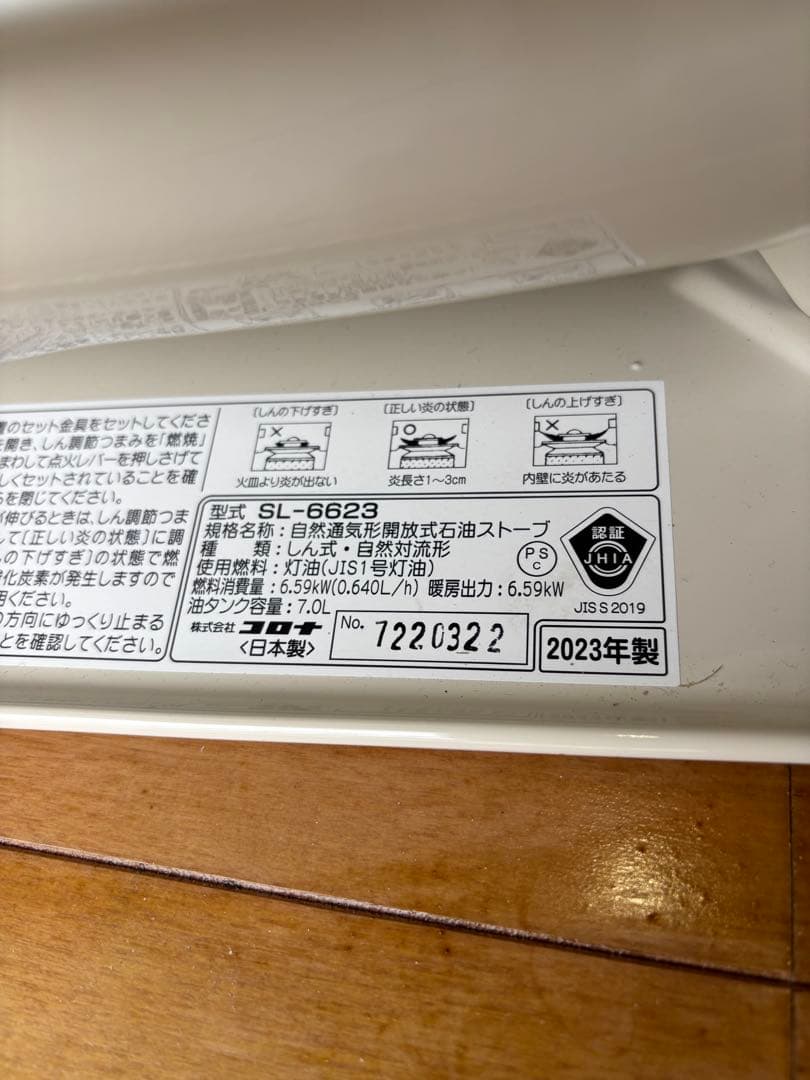 置のセット金具をセットしてくださ
を開き、しん調節つまみを「燃焼」
まわして点火レバーを押しさげて
しくセットされていることを確
を閉じてください。
が伸びるときは、しん調節つま
して〔正しい炎の状態〕に調
の下げすぎ〕の状態で燃
酸化炭素が発生しますので
用ください。
の方向にゆっくり止まる
とを確認してください。
〔しんの下げすぎ〕
火皿より炎が出ない
〔正しい炎の状態〕
炎長さ1〜3cm
〔しんの上げすぎ〕
内壁に炎があたる
型式 SL-6623
規格名称：自然通気形開放式石油ストーブ
種 類：しん式・自然対流形
使用燃料：灯油(JIS1号灯油)
燃料消費量：6.59kW(0.640L/h) 暖房出力：6.59kW
油タンク容量：7.0L
株式会社 コロナ
<日本製>
No. 7220322
PS
C
認証
JHIA
JIS S 2019
2023年製